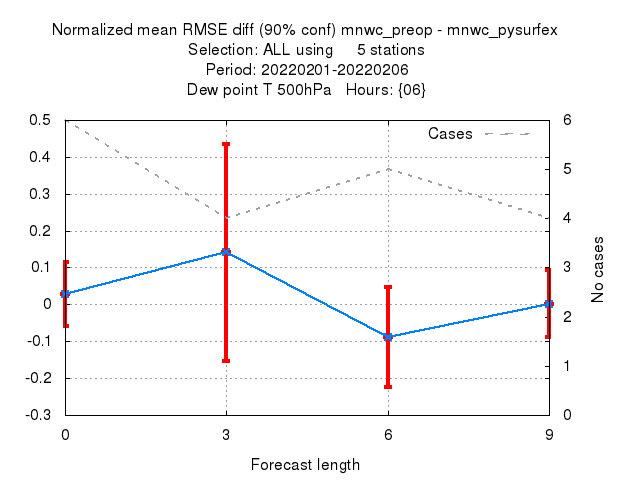 Normalized mean RMSE diff (90% conf) mnwc_preop - mnwc_pysurfex
Selection: ALL using     5 stations
Period: 20220201-20220206
Dew point T 500hPa   Hours: {06}
Cases
0.5
0.4
0.3
0.2
0.1
0
-0.1
-0.2
-0.3
6
5
4
3
2
1
0
No cases
0 3 6 9
Forecast length